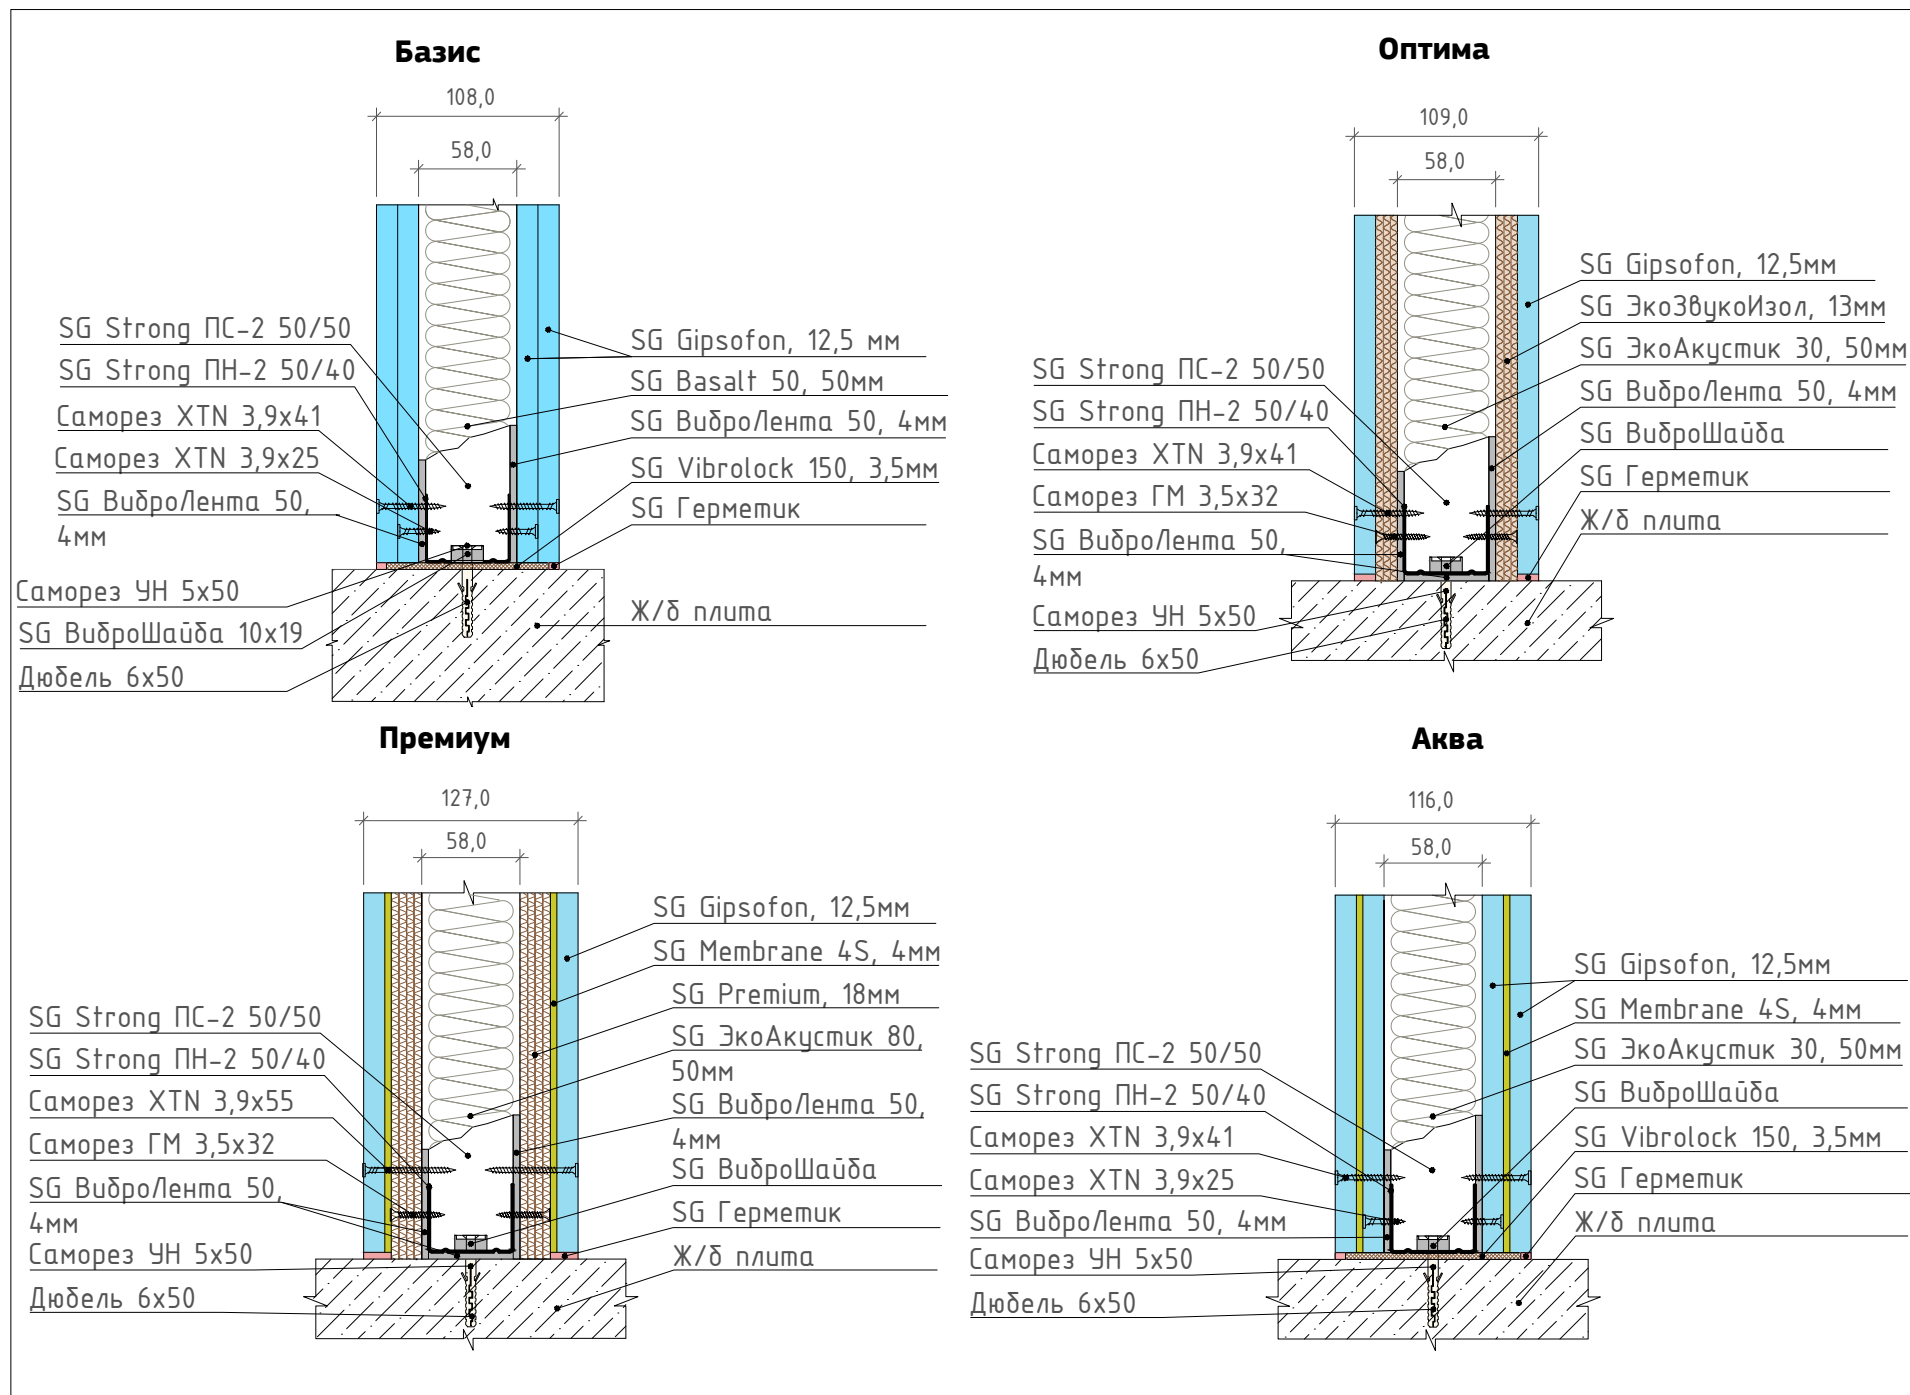 Базис
108,0
58,0
SG Strong ПС-2 50/50
SG Strong ПН-2 50/40
Саморез XTN 3,9x41
Саморез XTN 3,9x25
SG ВиброЛента 50,
4мм
Саморез УН 5x50
SG ВиброШайба 10x19
Дюбель 6x50
SG Gipsofon, 12,5 мм
SG Basalt 50, 50мм
SG ВиброЛента 50, 4мм
SG Vibrolock 150, 3,5мм
SG Герметик
Ж/б плита
Оптима
109,0
58,0
SG Strong ПС-2 50/50
SG Strong ПН-2 50/40
Саморез XTN 3,9x41
Саморез ГМ 3,5x32
SG ВиброЛента 50,
4мм
Саморез УН 5x50
Дюбель 6x50
SG Gipsofon, 12,5мм
SG ЭкоЗвукоИзол, 13мм
SG ЭкоАкустик 30, 50мм
SG ВиброЛента 50, 4мм
SG ВиброШайба
SG Герметик
Ж/б плита
Премиум
127,0
58,0
SG Strong ПС-2 50/50
SG Strong ПН-2 50/40
Саморез XTN 3,9x55
Саморез ГМ 3,5x32
SG ВиброЛента 50,
4мм
Саморез УН 5x50
Дюбель 6x50
SG Gipsofon, 12,5мм
SG Membrane 4S, 4мм
SG Premium, 18мм
SG ЭкоАкустик 80,
50мм
SG ВиброЛента 50,
4мм
SG ВиброШайба
SG Герметик
Ж/б плита
Аква
116,0
58,0
SG Strong ПС-2 50/50
SG Strong ПН-2 50/40
Саморез XTN 3,9x41
Саморез XTN 3,9x25
SG ВиброЛента 50, 4мм
Саморез УН 5x50
Дюбель 6x50
SG Gipsofon, 12,5мм
SG Membrane 4S, 4мм
SG ЭкоАкустик 30, 50мм
SG ВиброШайба
SG Vibrolock 150, 3,5мм
SG Герметик
Ж/б плита